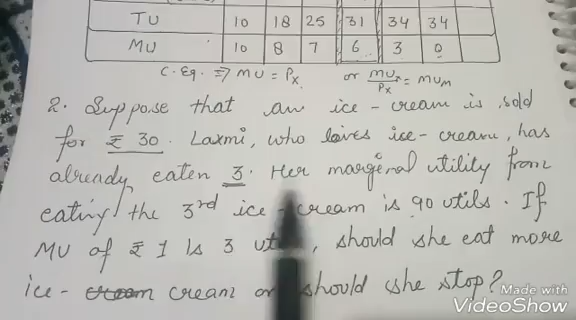 TU 10 18 25 31 34 34
MU 10 8 7 6 3 0
C. Eq. ⇒ MU = Px or MUx/Px = MUM
2. Suppose that an ice-cream is sold
for ₹ 30. Laxmi, who loves ice-cream, has
already eaten 3. Her marginal utility from
eating the 3rd ice-cream is 90 utils. If
MU of ₹ 1 is 3 , should she eat more
ice- cream or should she stop?
Made with
VideoShow